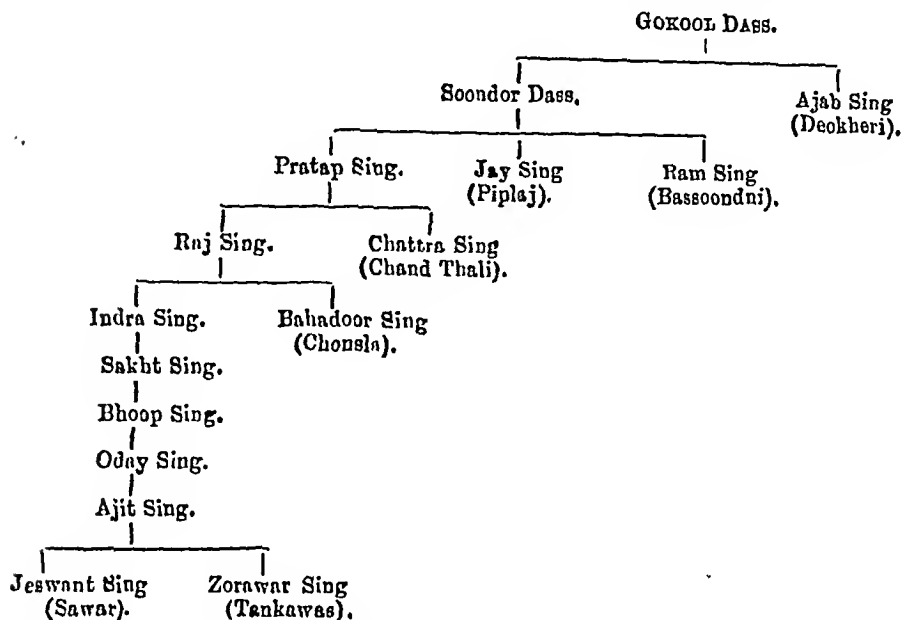 GOKOOL DASS.
Soondor Dass.
Ajab Sing
(Deokheri).
Pratap Sing.
Jay Sing
(Piplaj).
Ram Sing
(Bassoondni).
Raj Sing.
Chattra Sing
(Chand Thali).
Indra Sing.
Bahadoor Sing
(Chonsla).
Sakht Sing.
Bhoop Sing.
Oday Sing.
Ajit Sing.
Jeswant Sing
(Sawar).
Zorawar Sing
(Tankawas).